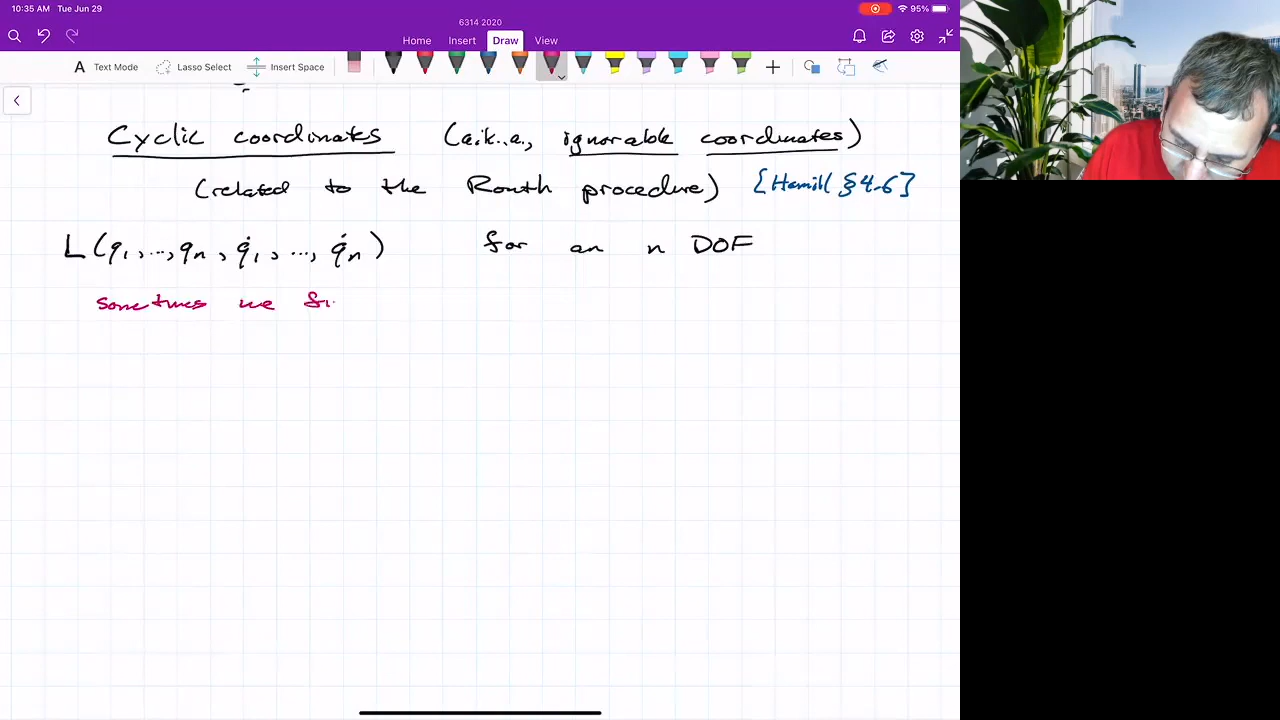 10:35 AM Tue Jun 29
95%
6314 2020
Home Insert Draw View
Text Mode Lasso Select Insert Space
Cyclic coordinates (a.k.a., ignorable coordinates)
(related to the Routh procedure) [Hamill §4.6]
L(q₁,...,qₙ, q̇₁,...,q̇ₙ) for an n DOF
sometimes we fi